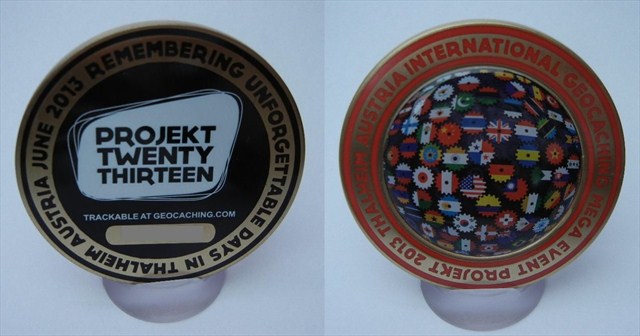 REMEMBERING UNFORGETTABLE DAYS IN THALHEIM AUSTRIA JUNE 2013
PROJEKT
TWENTY
THIRTEEN
TRACKABLE AT GEOCACHING.COM
INTERNATIONAL GEOCACHING MEGA EVENT PROJEKT 2013 THALHEIM AUSTRIA